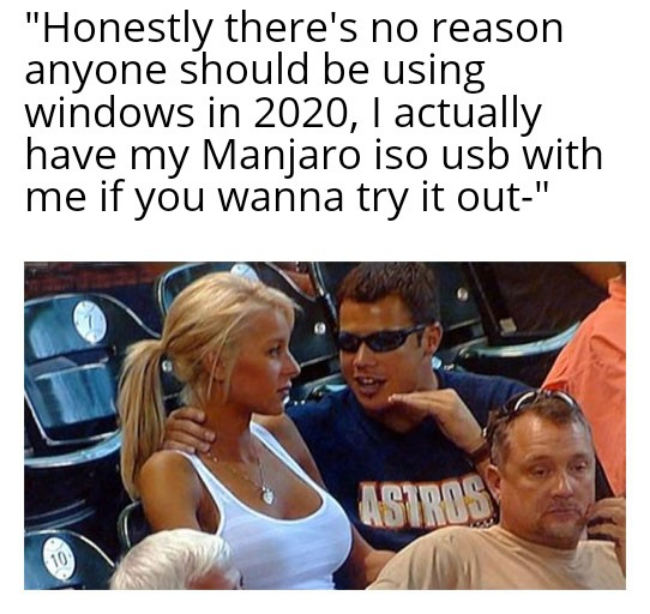 "Honestly there's no reason
anyone should be using
windows in 2020, I actually
have my Manjaro iso usb with
me if you wanna try it out-"
7
ASTROS
10